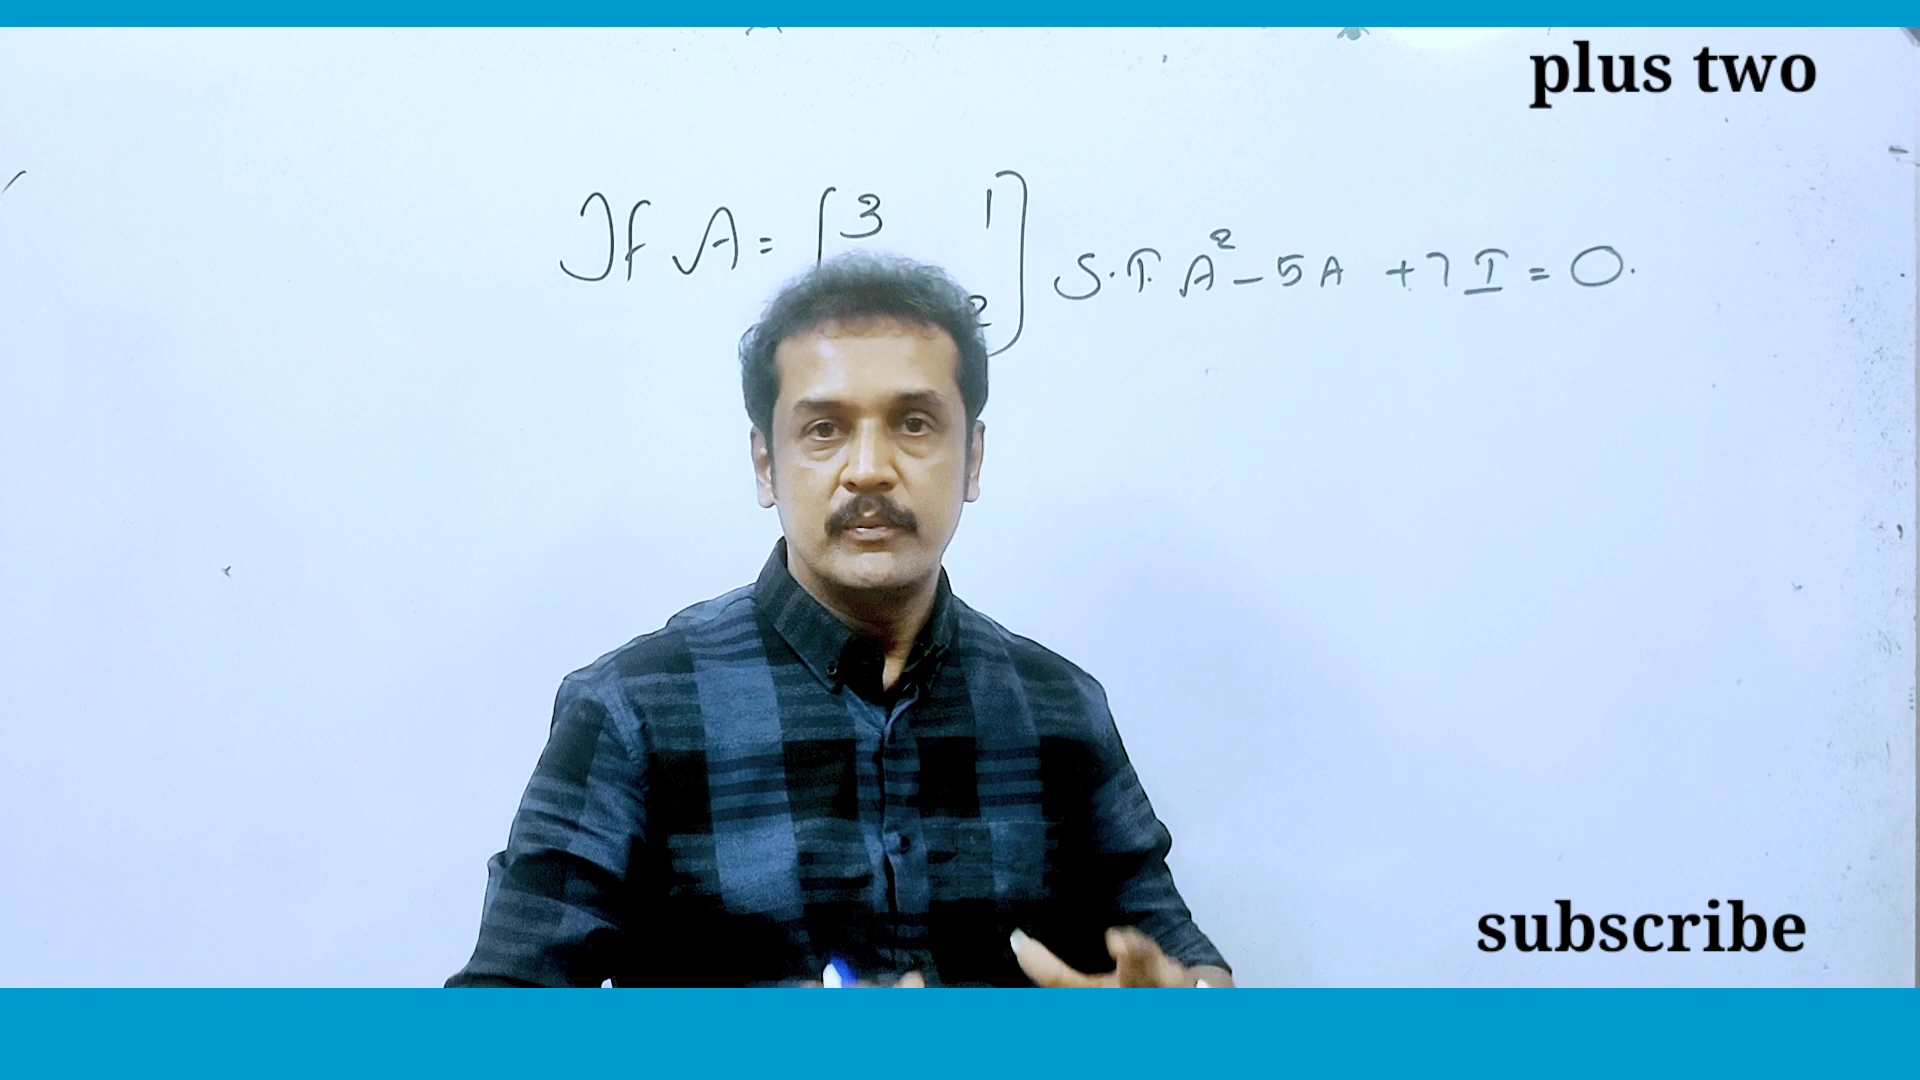 plus two
If A = [3 1
2] S.T. A² - 5A + 7I = 0.
subscribe